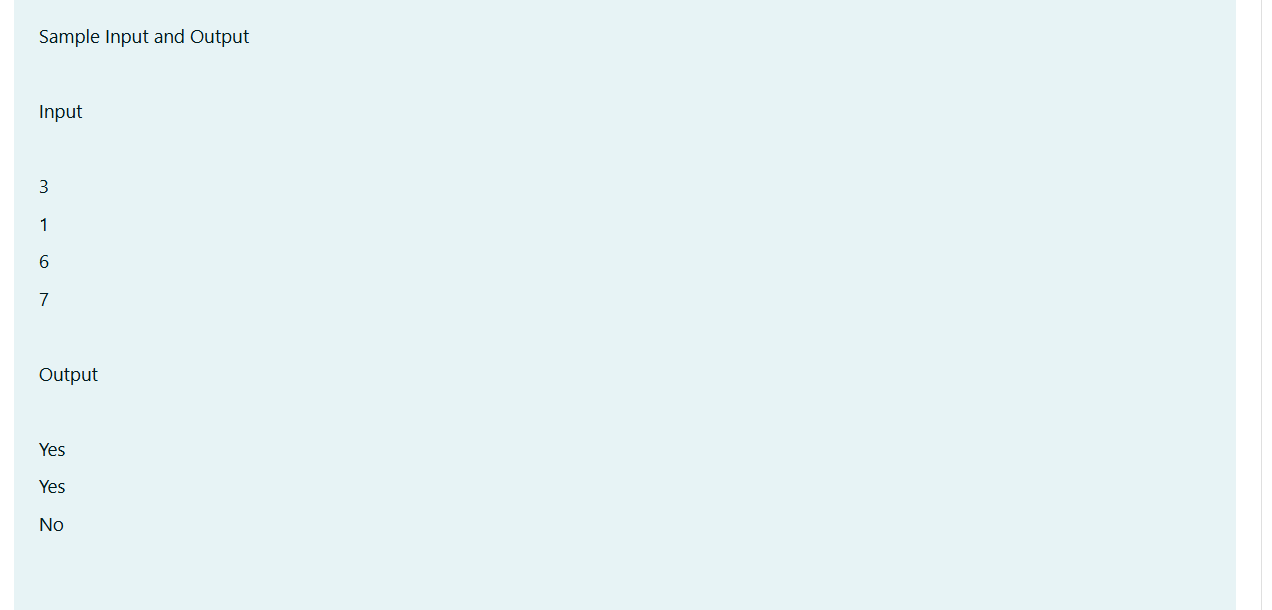 Sample Input and Output
Input
3
1
6
7
Output
Yes
Yes
No